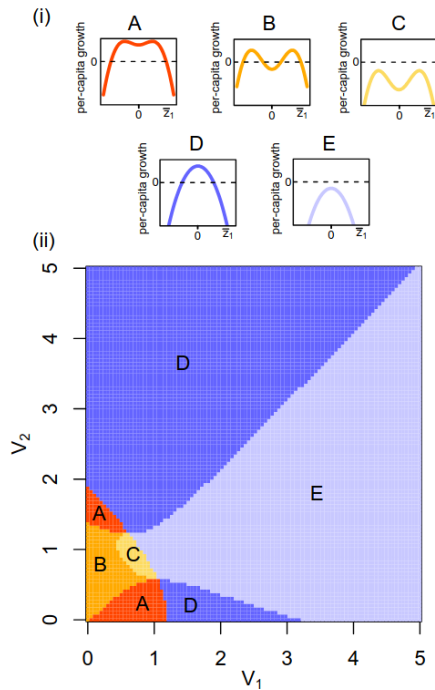 (i)
A
B
C
per-capita growth
0
0
z̅₁
per-capita growth
0
0
z̅₁
per-capita growth
0
0
z̅₁
D
E
per-capita growth
0
0
z̅₁
per-capita growth
0
0
z̅₁
(ii)
5
4
3
2
1
0
V₂
D
E
A
B
C
A
D
0
1
2
3
4
5
V₁